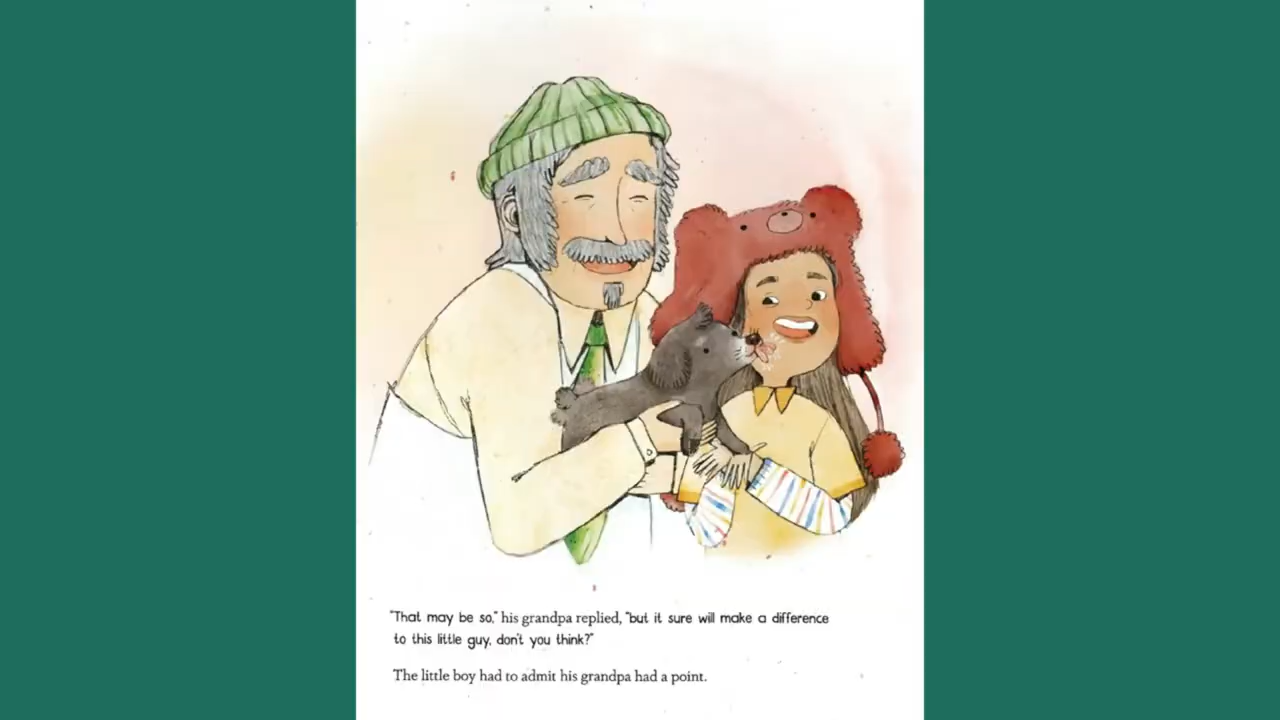 "That may be so," his grandpa replied, "but it sure will make a difference
to this little guy, don't you think?"
The little boy had to admit his grandpa had a point.